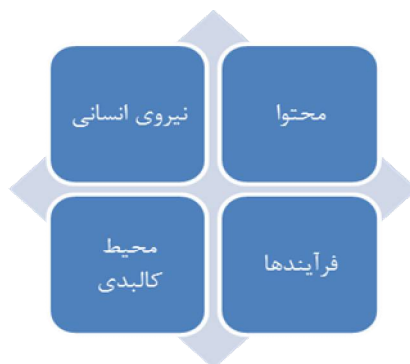 محتوا
نیروی انسانی
فرآیندها
محیط
کالبدی